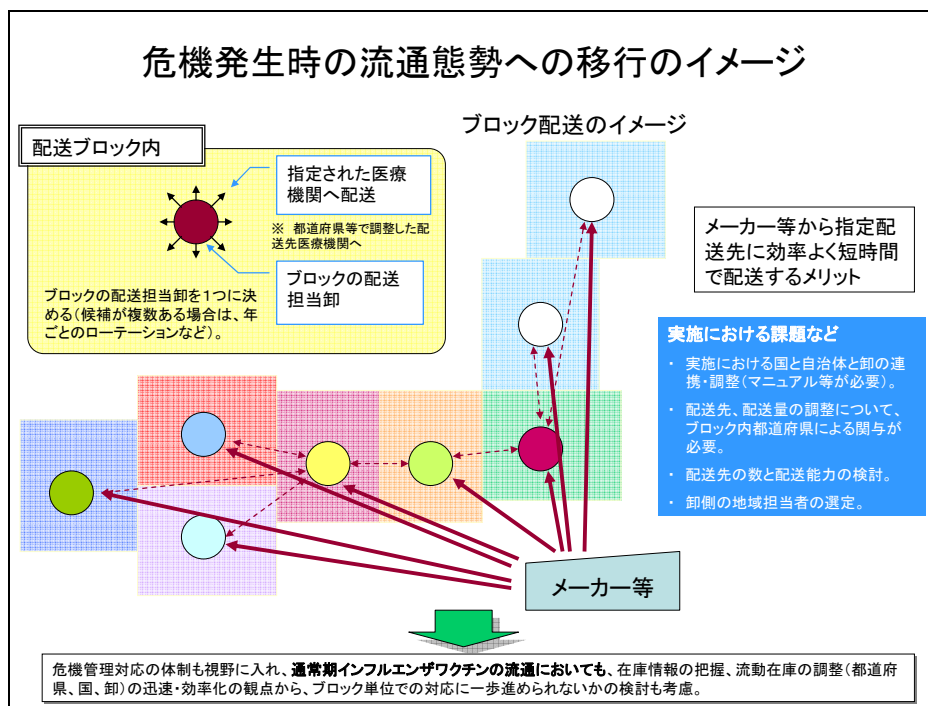 危機発生時の流通態勢への移行のイメージ
配送ブロック内
指定された医療
機関へ配送
※ 都道府県等で調整した配
送先医療機関へ
ブロックの配送
担当卸
ブロックの配送担当卸を1つに決
める(候補が複数ある場合は、年
ごとのローテーションなど)。
ブロック配送のイメージ
メーカー等から指定配
送先に効率よく短時間
で配送するメリット
実施における課題など
・ 実施における国と自治体と卸の連
携・調整(マニュアル等が必要)。
・ 配送先、配送量の調整について、
ブロック内都道府県による関与が
必要。
・ 配送先の数と配送能力の検討。
・ 卸側の地域担当者の選定。
メーカー等
危機管理対応の体制も視野に入れ、通常期インフルエンザワクチンの流通においても、在庫情報の把握、流動在庫の調整(都道府
県、国、卸)の迅速・効率化の観点から、ブロック単位での対応に一歩進められないかの検討も考慮。